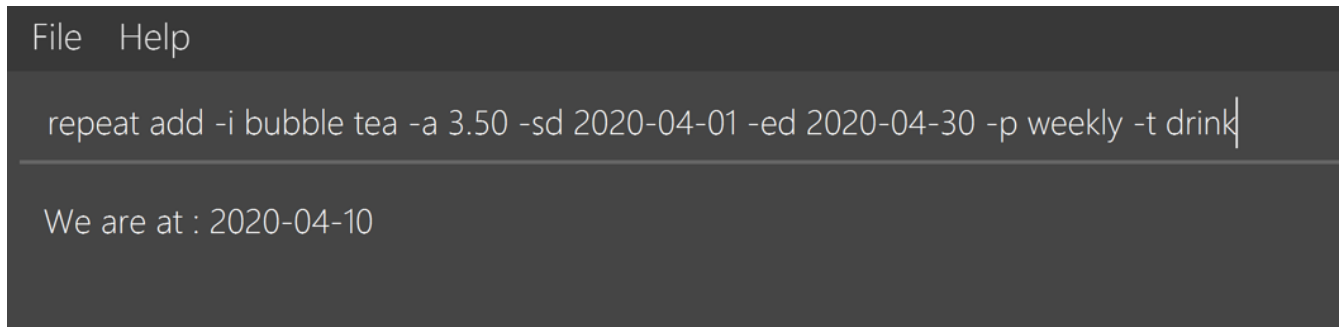 File Help
repeat add -i bubble tea -a 3.50 -sd 2020-04-01 -ed 2020-04-30 -p weekly -t drink
We are at : 2020-04-10